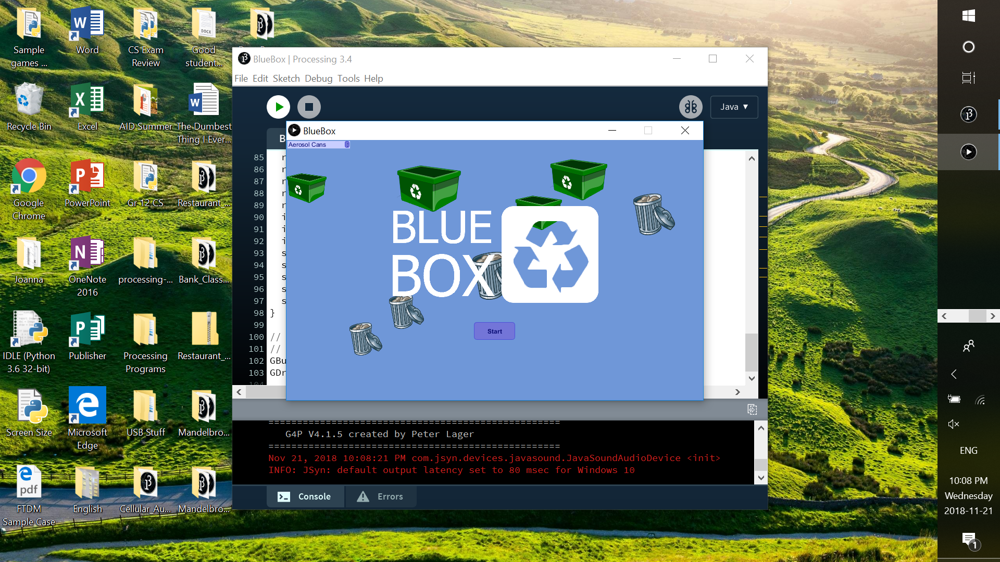 Sample
games ...
Word
CS Exam
Review
Good
student...
DOCX
Recycle Bin
Excel
AID Summer
The Dumbest
Thing I Ever...
Google
Chrome
PowerPoint
Gr 12 CS
Restaurant_...
Joanna
OneNote
2016
processing-...
Bank_Class...
IDLE (Python
3.6 32-bit)
Publisher
Processing
Programs
Restaurant_...
Screen Size
Microsoft
Edge
USB Stuff
Mandelbro...
pdf
FTDM
Sample Case
English
Cellular_Au...
Mandelbro...
BlueBox | Processing 3.4
File Edit Sketch Debug Tools Help
Java
BlueBox
Aerosol Cans
BLUE
BOX
Start
85
86
87
88
89
90 i
91 i
92 i
93 s
94 s
95 s
96 s
97 s
98 }
99
100 //
101 //
102 GBu
103 GDr
104
==================================================
G4P V4.1.5 created by Peter Lager
==================================================
Nov 21, 2018 10:08:21 PM com.jsyn.devices.javasound.JavaSoundAudioDevice <init>
INFO: JSyn: default output latency set to 80 msec for Windows 10
Console
Errors
ENG
10:08 PM
Wednesday
2018-11-21
1